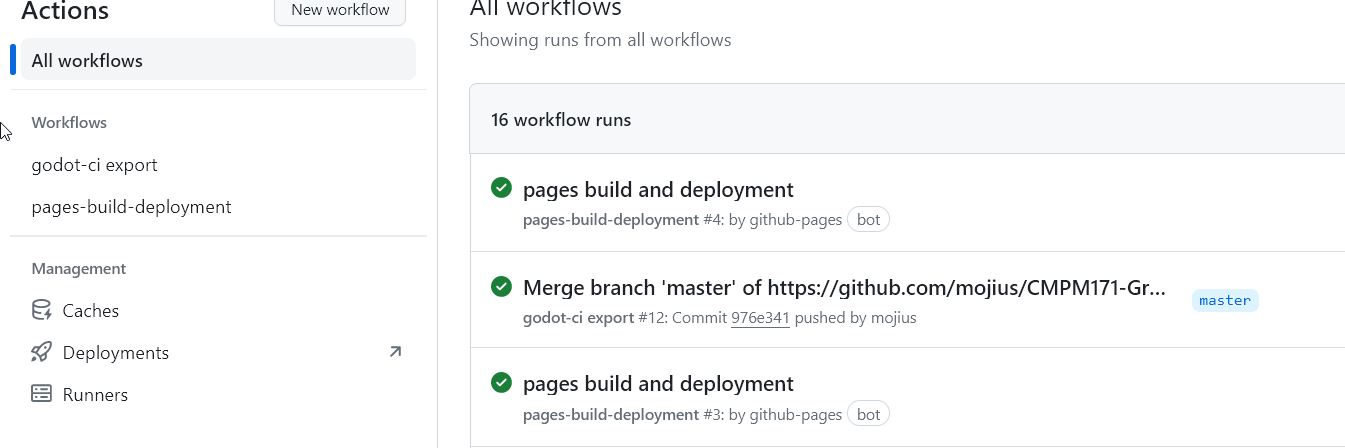 Actions
New workflow
All workflows
Workflows
godot-ci export
pages-build-deployment
Management
Caches
Deployments
Runners
All workflows
Showing runs from all workflows
16 workflow runs
pages build and deployment
pages-build-deployment #4: by github-pages bot
Merge branch 'master' of https://github.com/mojius/CMPM171-Gr... master
godot-ci export #12: Commit 976e341 pushed by mojius
pages build and deployment
pages-build-deployment #3: by github-pages bot